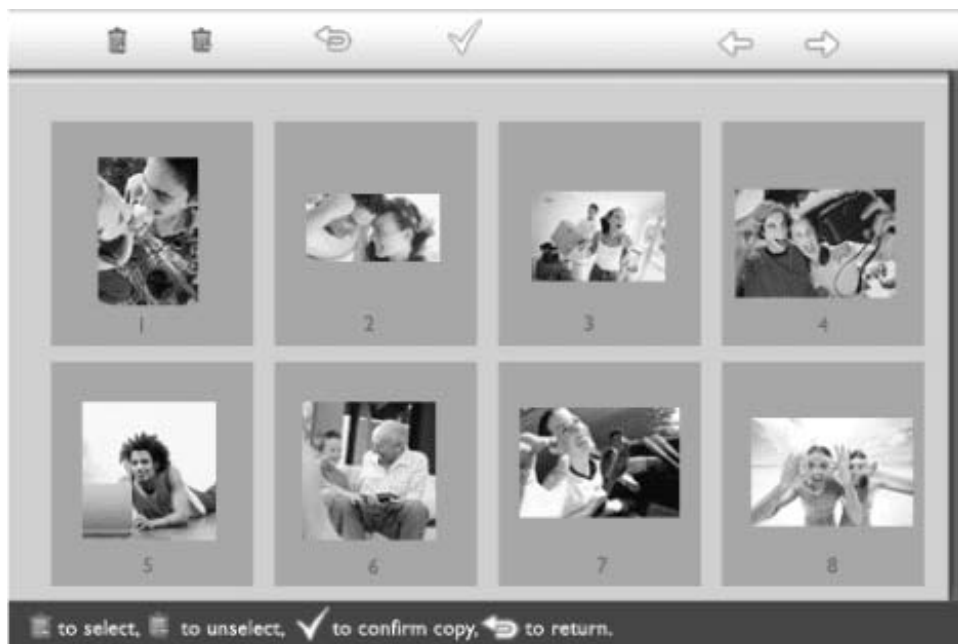 1 2 3 4
5 6 7 8
to select, to unselect, to confirm copy, to return.